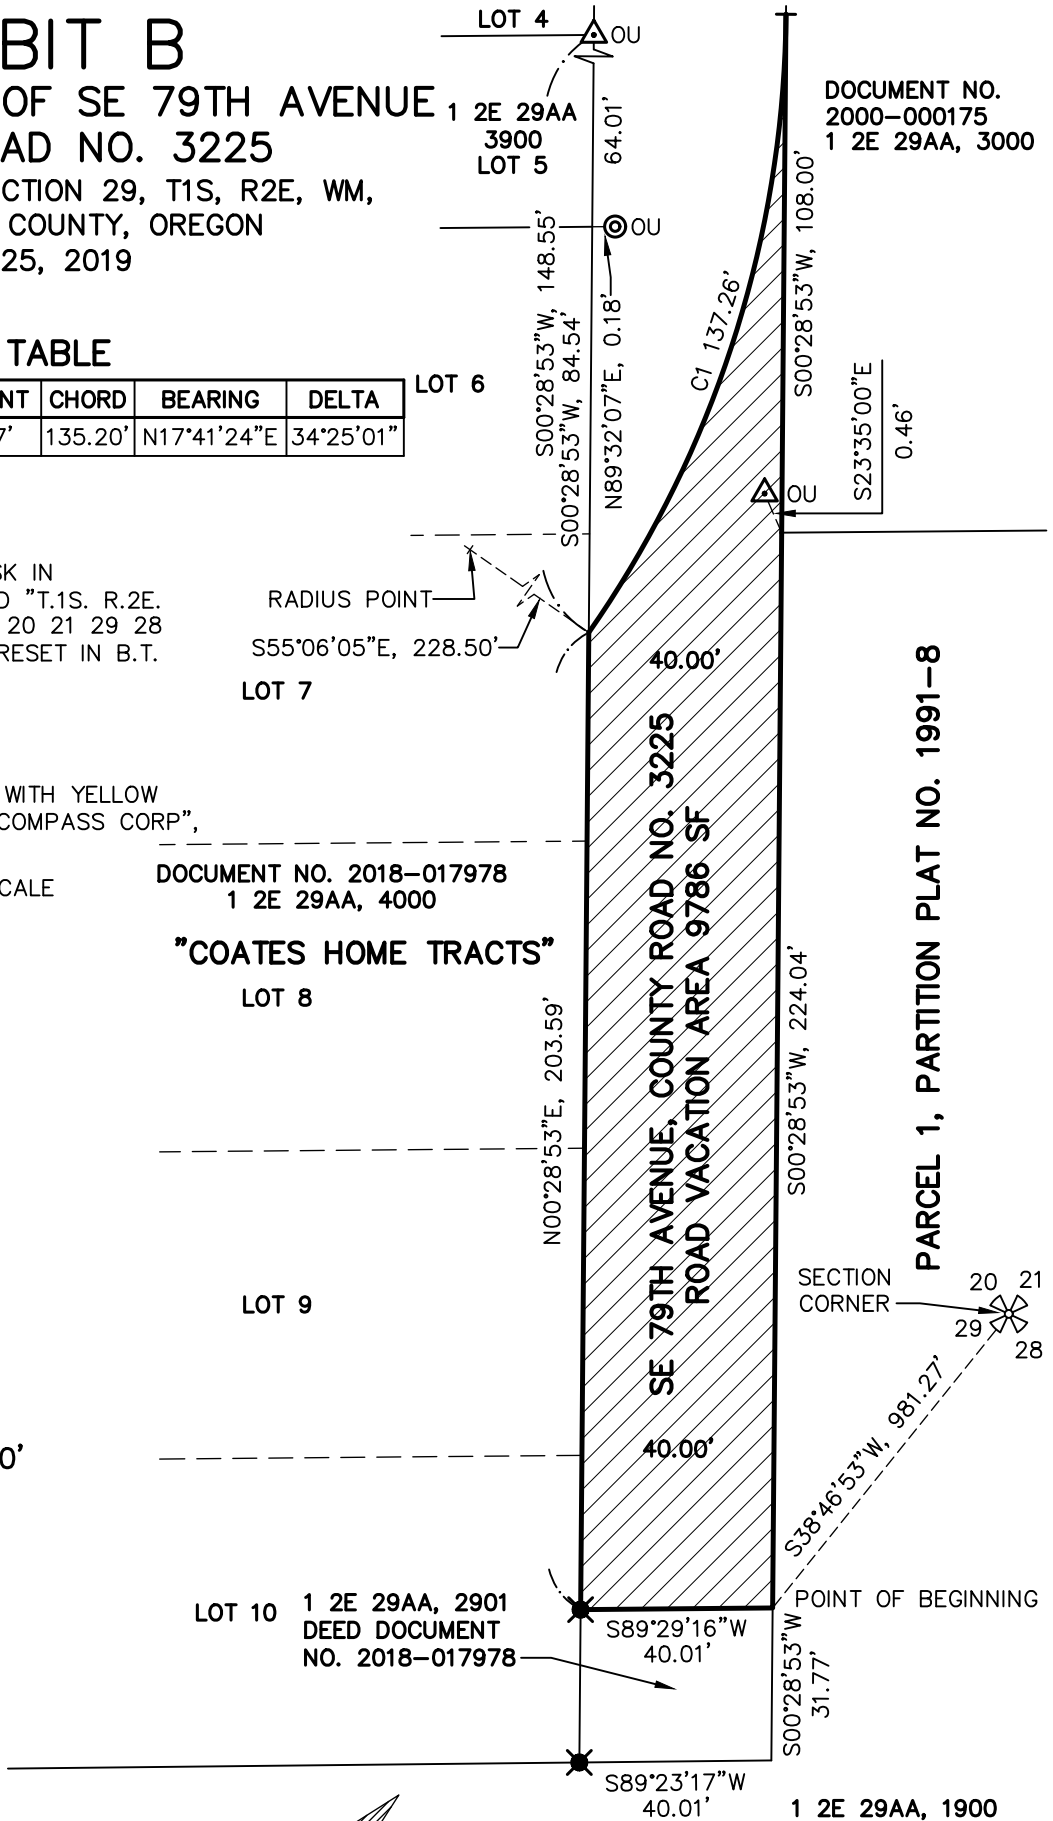 BIT B
OF SE 79TH AVENUE
AD NO. 3225
CTION 29, T1S, R2E, WM,
COUNTY, OREGON
25, 2019
TABLE
NT CHORD BEARING DELTA
7' 135.20' N17°41'24"E 34°25'01"
LOT 4
OU
1 2E 29AA
3900
LOT 5
64.01'
OU
S00°28'53"W, 148.55'
S00°28'53"W, 84.54'
N89°32'07"E, 0.18'
LOT 6
C1 137.26'
DOCUMENT NO.
2000-000175
1 2E 29AA, 3000
S00°28'53"W, 108.00'
S23°35'00"E
0.46'
OU
SK IN
D "T.1S. R.2E.
20 21 29 28
RESET IN B.T.
RADIUS POINT
S55°06'05"E, 228.50'
LOT 7
40.00'
WITH YELLOW
COMPASS CORP",
CALE
DOCUMENT NO. 2018-017978
1 2E 29AA, 4000
"COATES HOME TRACTS"
LOT 8
N00°28'53"E, 203.59'
SE 79TH AVENUE, COUNTY ROAD NO. 3225
ROAD VACATION AREA 9786 SF
S00°28'53"W, 224.04'
PARCEL 1, PARTITION PLAT NO. 1991-8
LOT 9
SECTION
CORNER
20 21
29
28
S38°46'53"W, 981.27'
0'
40.00'
LOT 10
1 2E 29AA, 2901
DEED DOCUMENT
NO. 2018-017978
S89°29'16"W
40.01'
POINT OF BEGINNING
S00°28'53"W
31.77'
S89°23'17"W
40.01'
1 2E 29AA, 1900